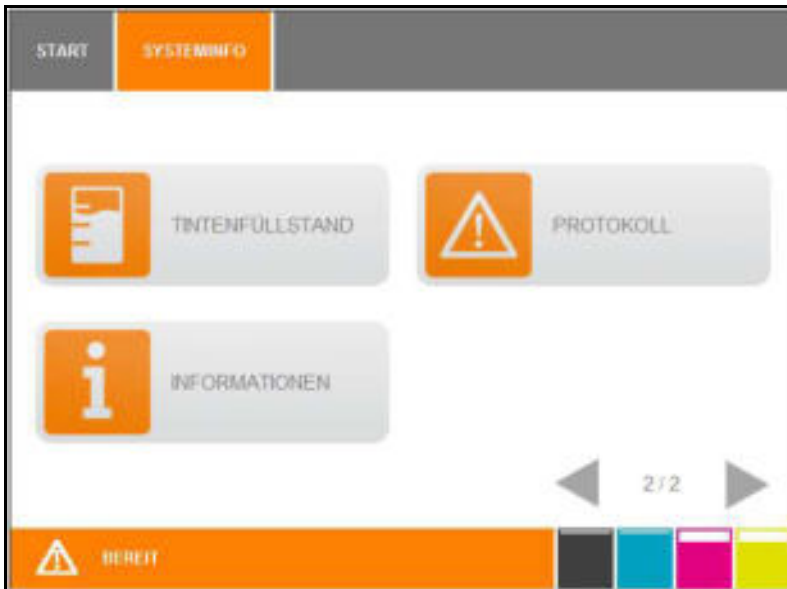 START
SYSTEMINFO
TINTENFÜLLSTAND
PROTOKOLL
INFORMATIONEN
2 / 2
BEREIT